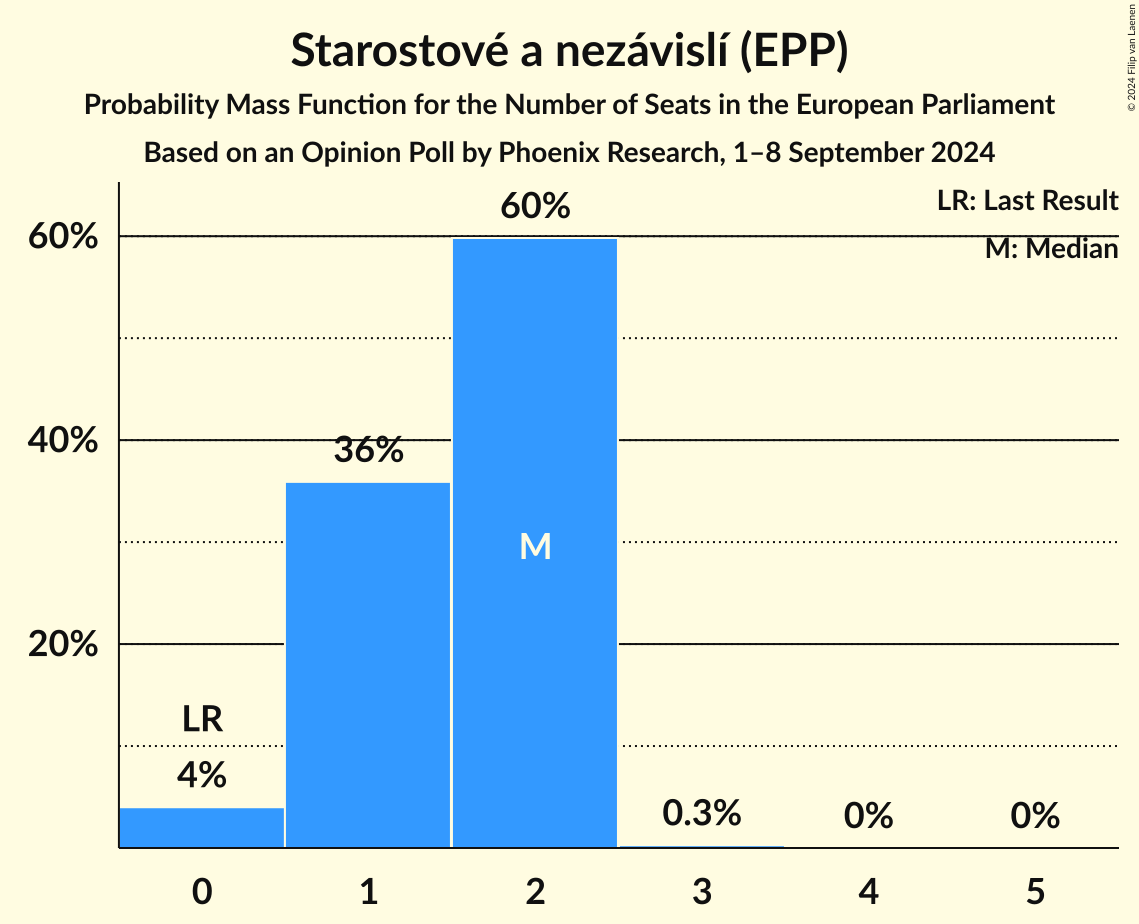 Starostové a nezávislí (EPP)
Probability Mass Function for the Number of Seats in the European Parliament
Based on an Opinion Poll by Phoenix Research, 1–8 September 2024
© 2024 Filip van Laenen
LR: Last Result
M: Median
60%
40%
20%
LR
4%
36%
60%
M
0.3%
0%
0%
0
1
2
3
4
5